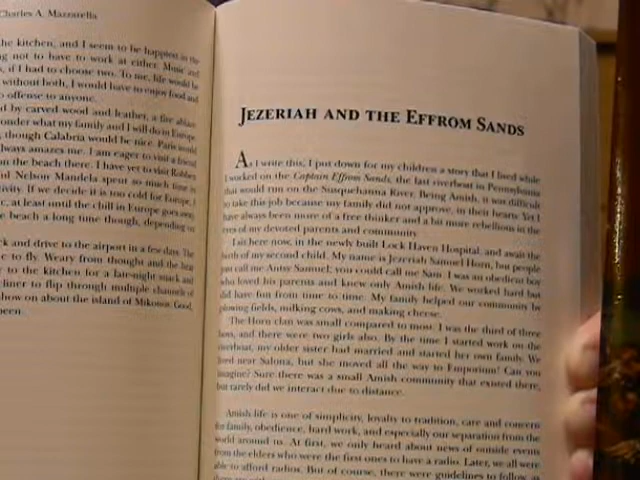 Charles A. Mazzarella
the kitchen, and I seem to be happiest in the
ng not to have to work at either. Music and
s, if I had to choose two. To me, life would be
without both, I would have to enjoy food and
o offense to anyone.
d by carved wood and leather, a fire ablaze
onder what my family and I will do in Europe
though Calabria would be nice. Paris would
lways amaze me. I am eager to visit a friend
on the beach there. I have yet to visit Robben
Nelson Mandela spent so much time in
tivity. If we decide it is too cold for Europe, I
c, at least until the chill in Europe goes away.
e beach a long time though, depending on
ck and drive to the airport in a few days. The
e to fly. Weary from thought and the heat
to the kitchen for a late-night snack and
liner to flip through multiple channels of
show on about the island of Mikonos. Good,
been.
JEZERIAH AND THE EFFROM SANDS
As I write this, I put down for my children a story that I lived while
I worked on the Captain Effrom Sands, the last riverboat in Pennsylvania
that would run on the Susquehanna River. Being Amish, it was difficult
to take this job because my family did not approve, in their hearts. Yet I
have always been more of a free thinker and a bit more rebellious in the
eyes of my devoted parents and community.
I sit here now, in the newly built Lock Haven Hospital, and await the
birth of my second child. My name is Jezeriah Samuel Horn, but people
just call me Antsy Samuel; you could call me Sam. I was an obedient boy
who loved his parents and knew only Amish life. We worked hard but
did have fun from time to time. My family helped our community by
plowing fields, milking cows, and making cheese.
The Horn clan was small compared to most. I was the third of three
boys, and there were two girls also. By the time I started work on the
riverboat, my older sister had married and started her own family. We
lived near Salona, but she moved all the way to Emporium! Can you
imagine? Sure there was a small Amish community that existed there,
but rarely did we interact due to distance.
Amish life is one of simplicity, loyalty to tradition, care and concern
for family, obedience, hard work, and especially our separation from the
world around us. At first, we only heard about news of outside events
from the elders who were the first ones to have a radio. Later, we all were
able to afford radios. But of course, there were guidelines to follow, as